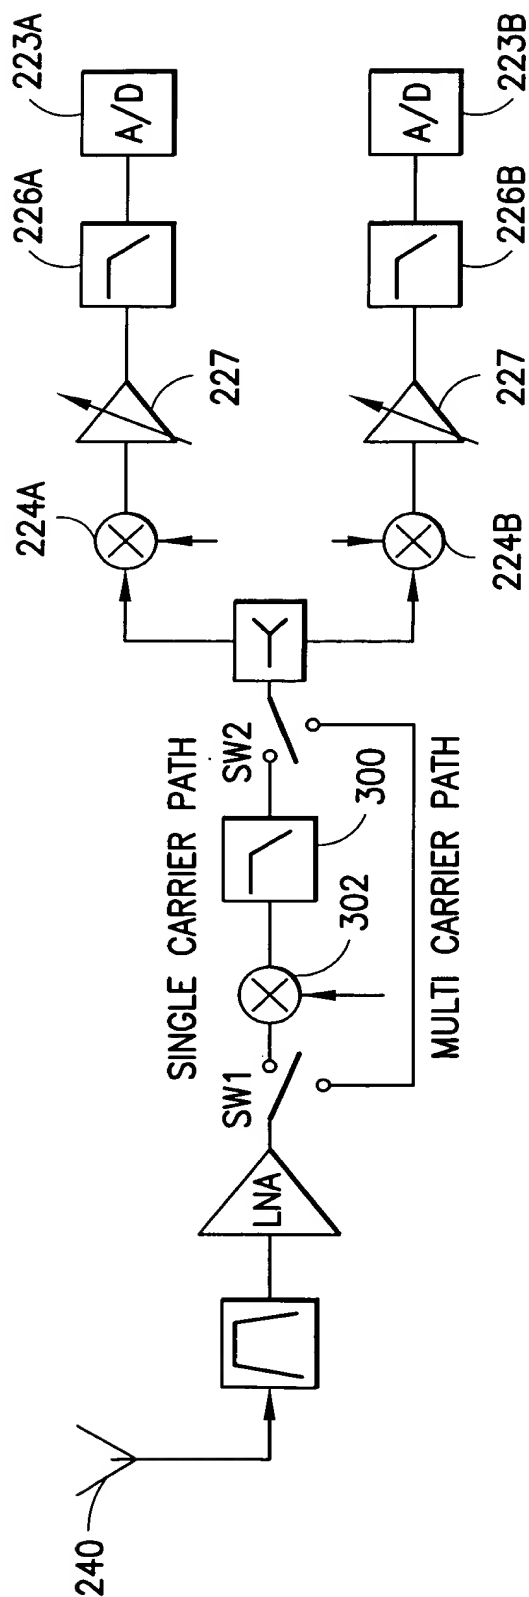 240
LNA
SW1
SINGLE CARRIER PATH
302
300
SW2
MULTI CARRIER PATH
224A
227
226A
A/D
223A
224B
227
226B
A/D
223B